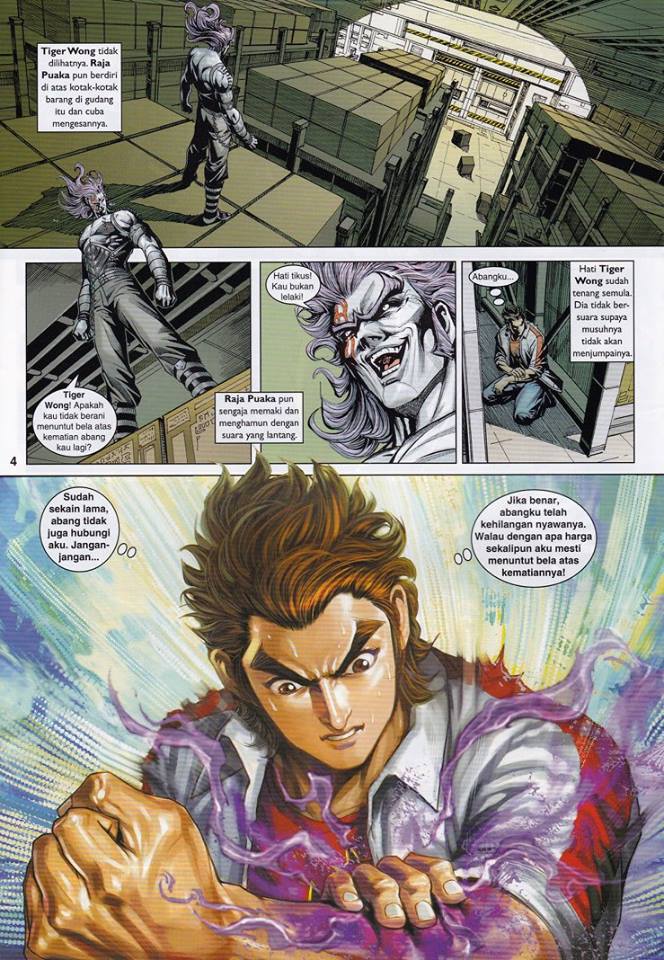 Tiger Wong tidak
dilihatnya. Raja
Puaka pun berdiri
di atas kotak-kotak
barang di gudang
itu dan cuba
mengesannya.
Tiger
Wong! Apakah
kau tidak berani
menuntut bela atas
kematian abang
kau lagi?
Hati tikus!
Kau bukan
lelaki!
Raja Puaka pun
sengaja memaki dan
menghamun dengan
suara yang lantang.
Abangku...
Hati Tiger
Wong sudah
tenang semula.
Dia tidak ber-
suara supaya
musuhnya
tidak akan
menjumpainya.
4
Sudah
sekain lama,
abang tidak
juga hubungi
aku. Jangan-
jangan...
Jika benar,
abangku telah
kehilangan nyawanya.
Walau dengan apa harga
sekalipun aku mesti
menuntut bela atas
kematiannya!